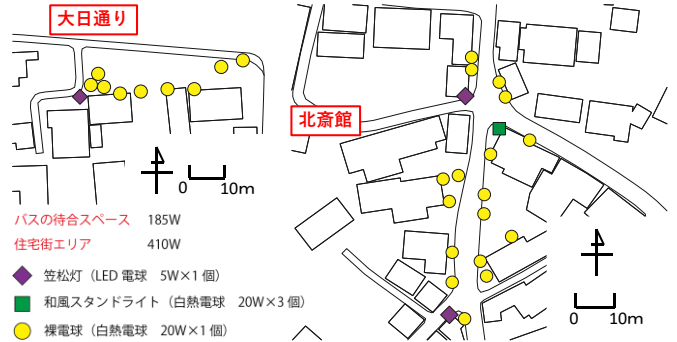 大日通り
北斎館
0 10m
バスの待合スペース 185W
住宅街エリア 410W
笠松灯（LED 電球 5W×1 個）
和風スタンドライト（白熱電球 20W×3 個）
裸電球（白熱電球 20W×1 個）
0 10m